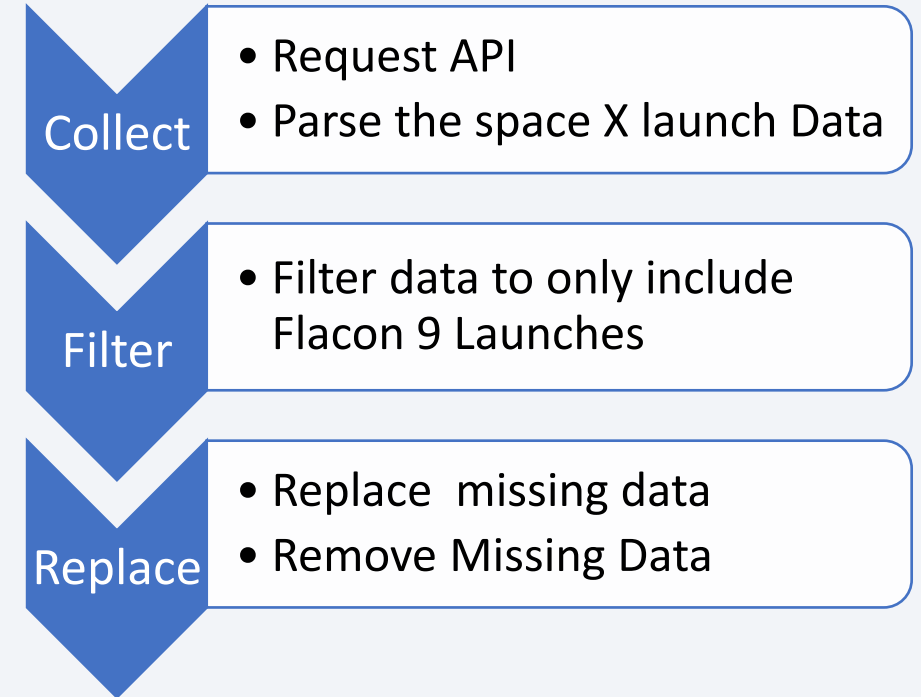 Collect
• Request API
• Parse the space X launch Data
Filter
• Filter data to only include
Flacon 9 Launches
Replace
• Replace  missing data
• Remove Missing Data